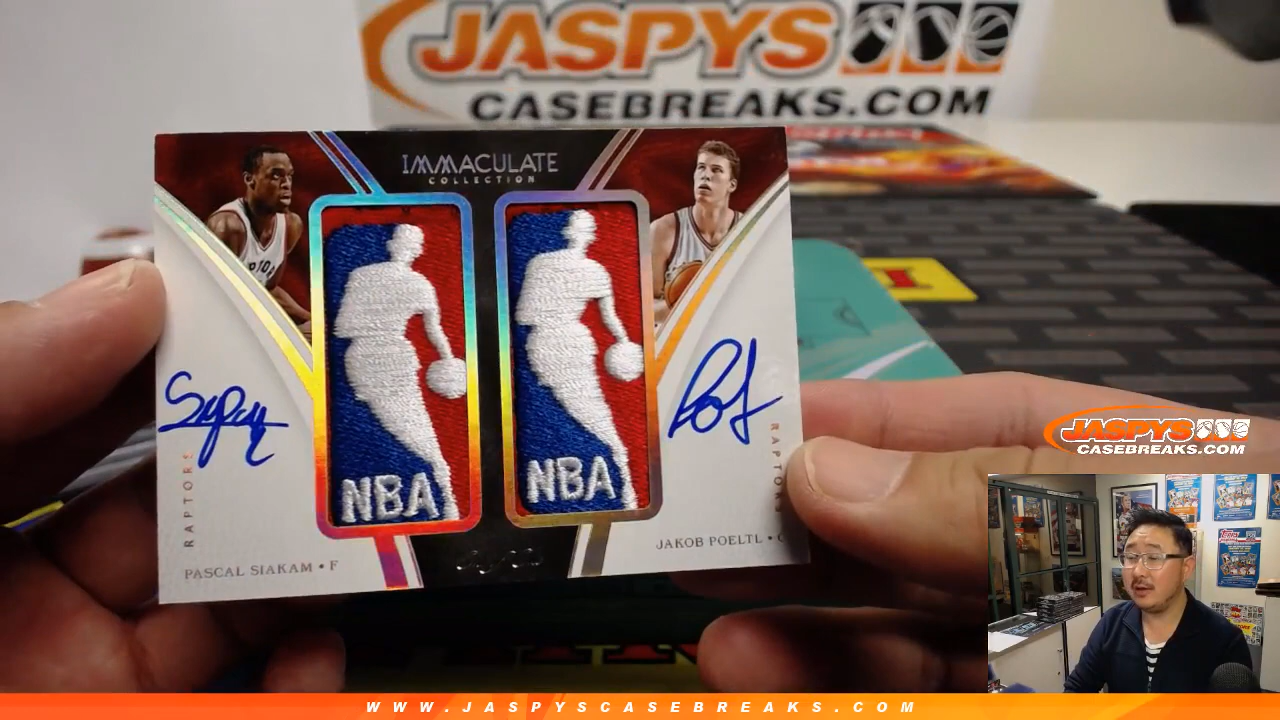 JASPYS
CASEBREAKS.COM
IMMACULATE
COLLECTION
NBA
NBA
RAPTORS
RAPTORS
PASCAL SIAKAM • F
JAKOB POELTL •
JASPYS
CASEBREAKS.COM
WWW.JASPYSCASEBREAKS.COM